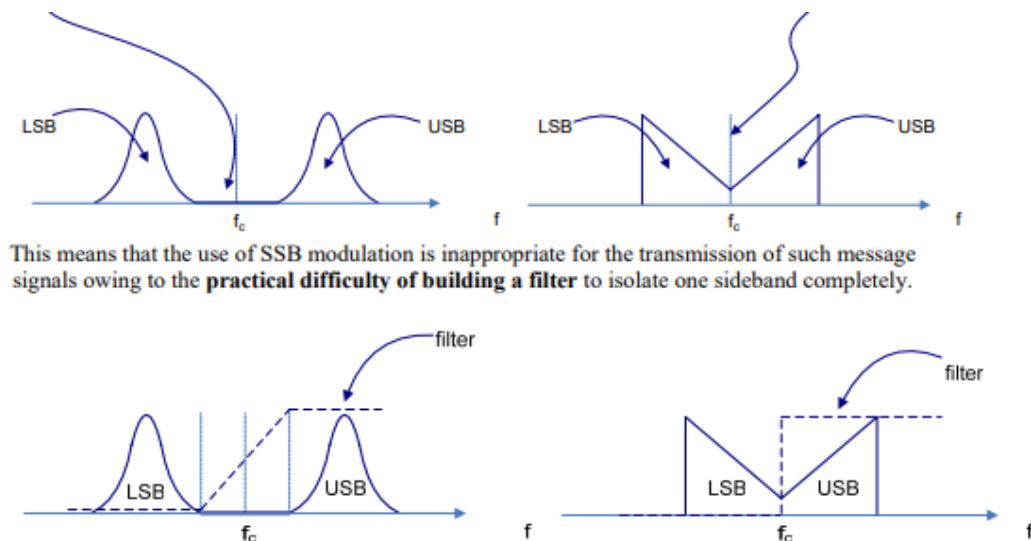 LSB
USB
LSB
USB
fc
f
fc
f
This means that the use of SSB modulation is inappropriate for the transmission of such message
signals owing to the practical difficulty of building a filter to isolate one sideband completely.
filter
filter
LSB
USB
LSB
USB
fc
f
fc
f